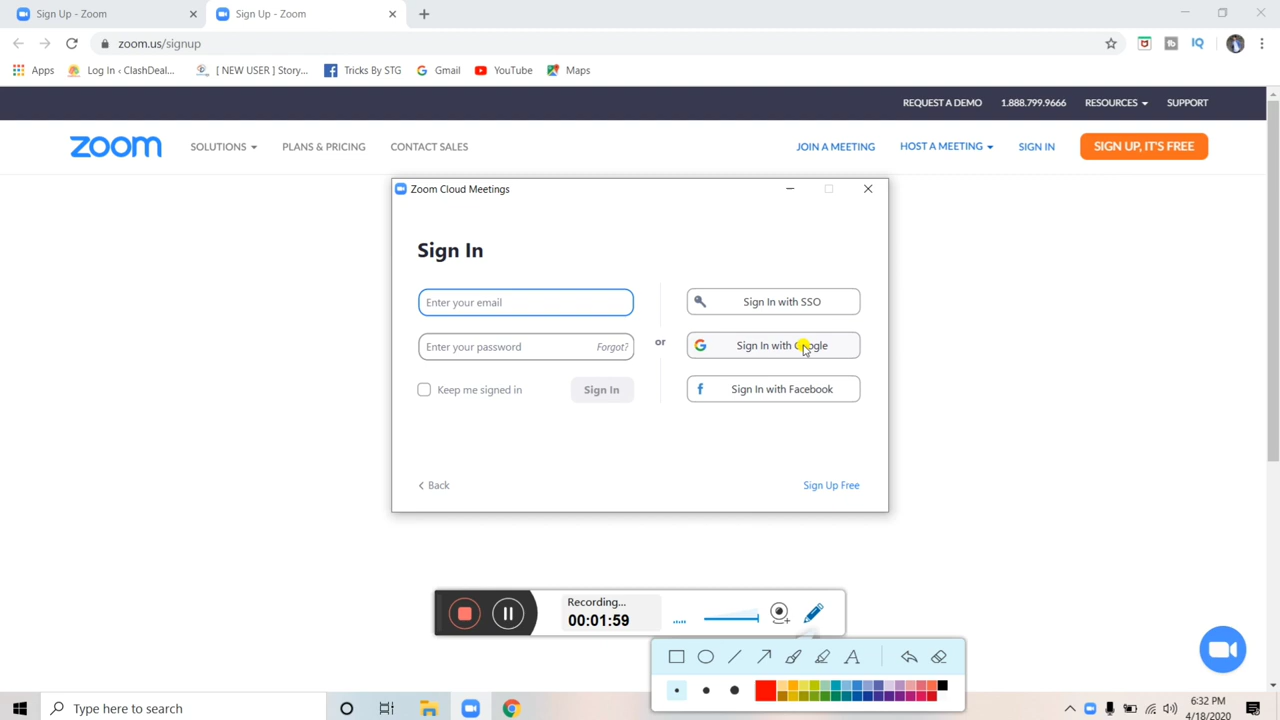 Sign Up - Zoom
Sign Up - Zoom
zoom.us/signup
Apps
Log In ‹ ClashDeal...
[ NEW USER ] Story...
Tricks By STG
Gmail
YouTube
Maps
REQUEST A DEMO
1.888.799.9666
RESOURCES
SUPPORT
zoom
SOLUTIONS
PLANS & PRICING
CONTACT SALES
JOIN A MEETING
HOST A MEETING
SIGN IN
SIGN UP, IT'S FREE
Zoom Cloud Meetings
Sign In
Enter your email
Enter your password
Forgot?
Keep me signed in
Sign In
or
Sign In with SSO
Sign In with Google
Sign In with Facebook
Back
Sign Up Free
Recording...
00:01:59
Type here to search
6:32 PM
4/18/2020